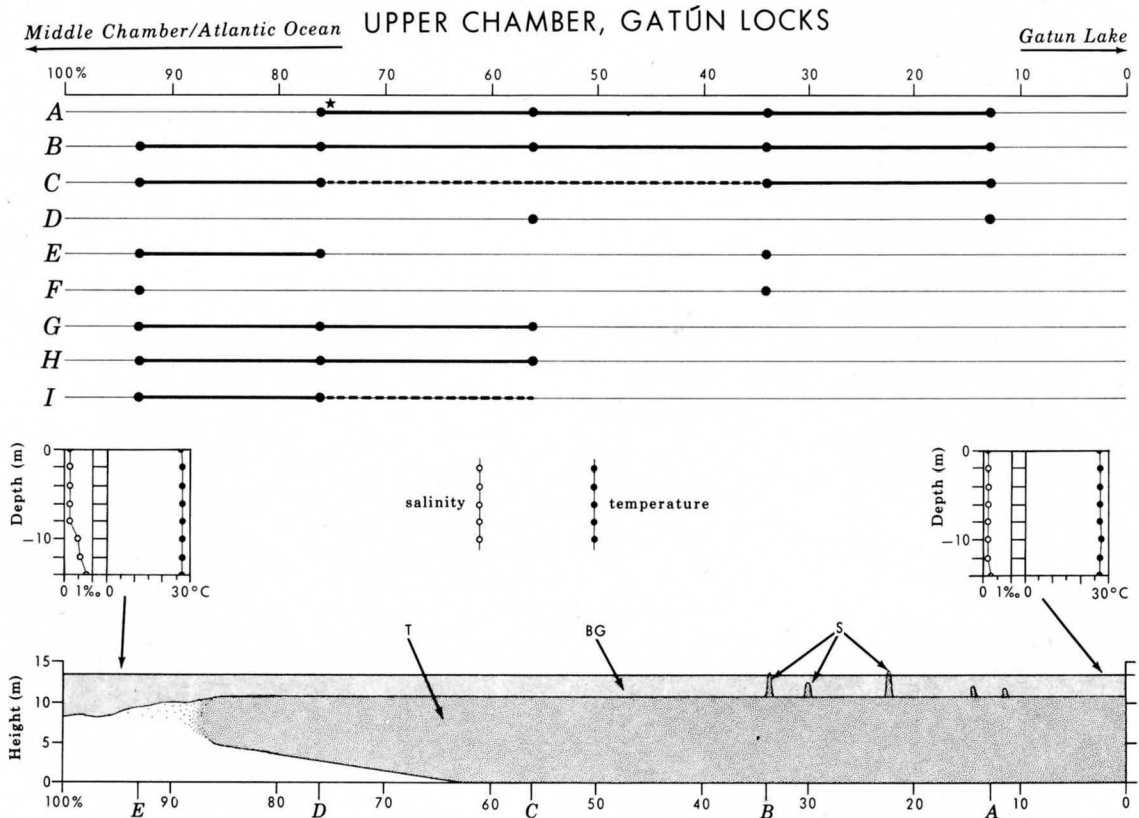 UPPER CHAMBER, GATÚN LOCKS
Middle Chamber/Atlantic Ocean
Gatun Lake
100% 90 80 70 60 50 40 30 20 10 0
★
A
B
C
D
E
F
G
H
I
Depth (m)
0
–10
0 1‰ 0 30°C
salinity
temperature
Depth (m)
0
–10
0 1‰ 0 30°C
T
BG
S
Height (m)
15
10
5
0
100% E 90 80 D 70 60 C 50 40 B 30 20 A 10 0